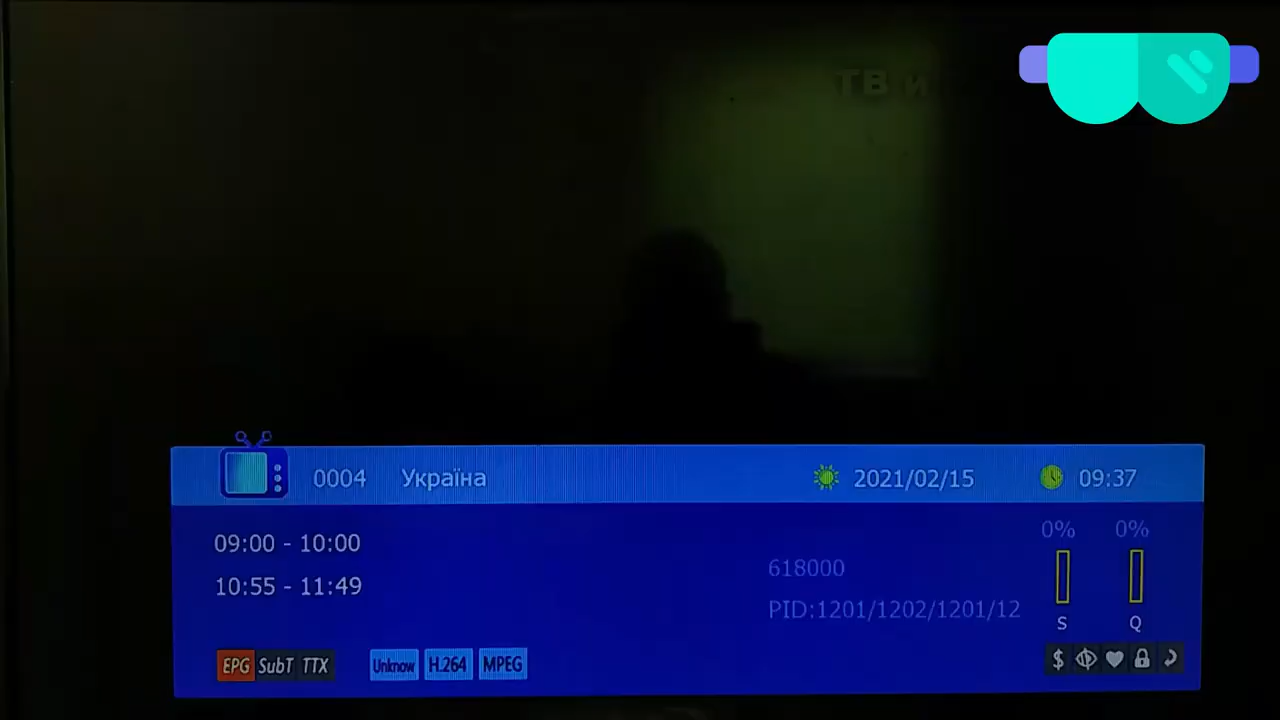 ТВ и
0004 Україна 2021/02/15 09:37
09:00 - 10:00
10:55 - 11:49
618000
PID:1201/1202/1201/12
0% 0%
S Q
EPG SubT TTX Unknow H.264 MPEG $